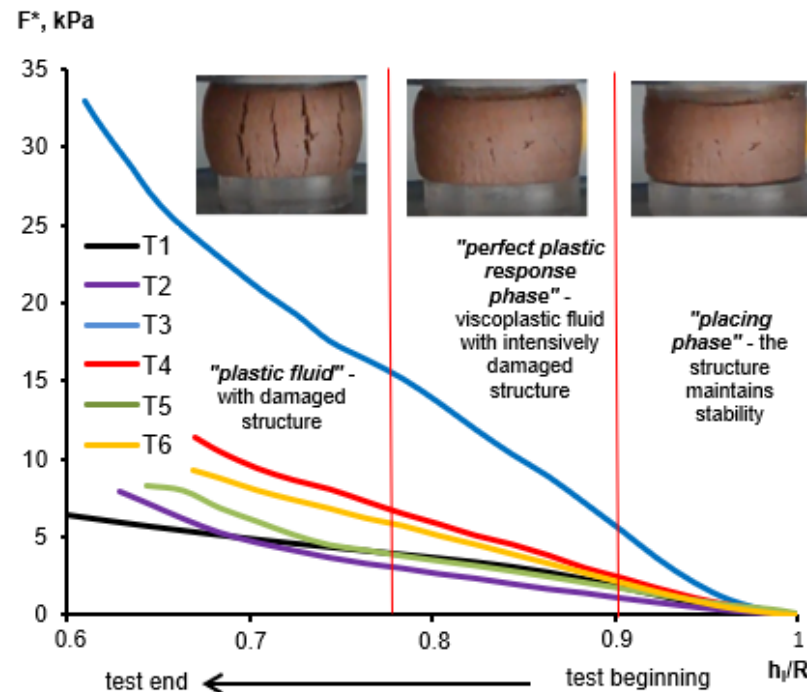 F*, kPa
35
30
25
20
15
10
5
0
T1
T2
T3
T4
T5
T6
"plastic fluid" -
with damaged
structure
"perfect plastic
response
phase" -
viscoplastic fluid
with intensively
damaged
structure
"placing
phase" - the
structure
maintains
stability
0.6 0.7 0.8 0.9 1
test end test beginning hᵢ/R